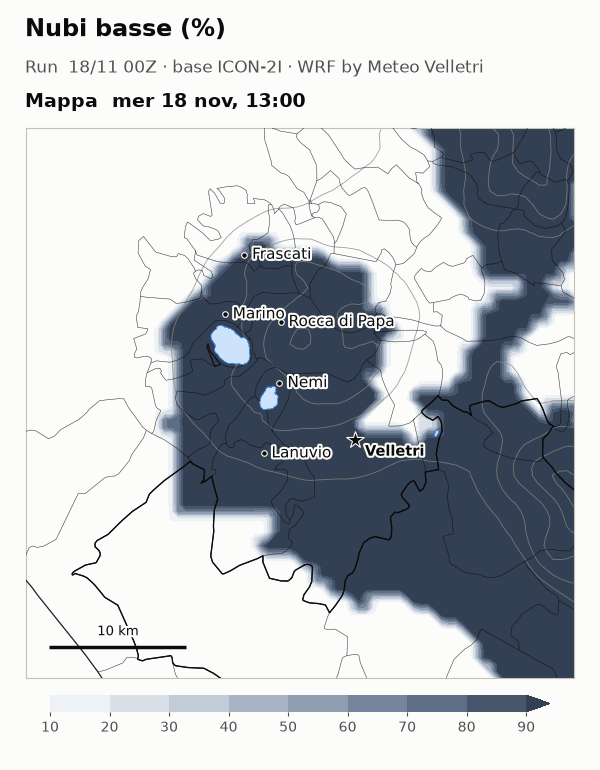 Nubi basse (%)
Run  18/11 00Z · base ICON-2I · WRF by Meteo Velletri
Mappa  mer 18 nov, 13:00
Frascati
Marino
Rocca di Papa
Nemi
Velletri
Lanuvio
10 km
10 20 30 40 50 60 70 80 90